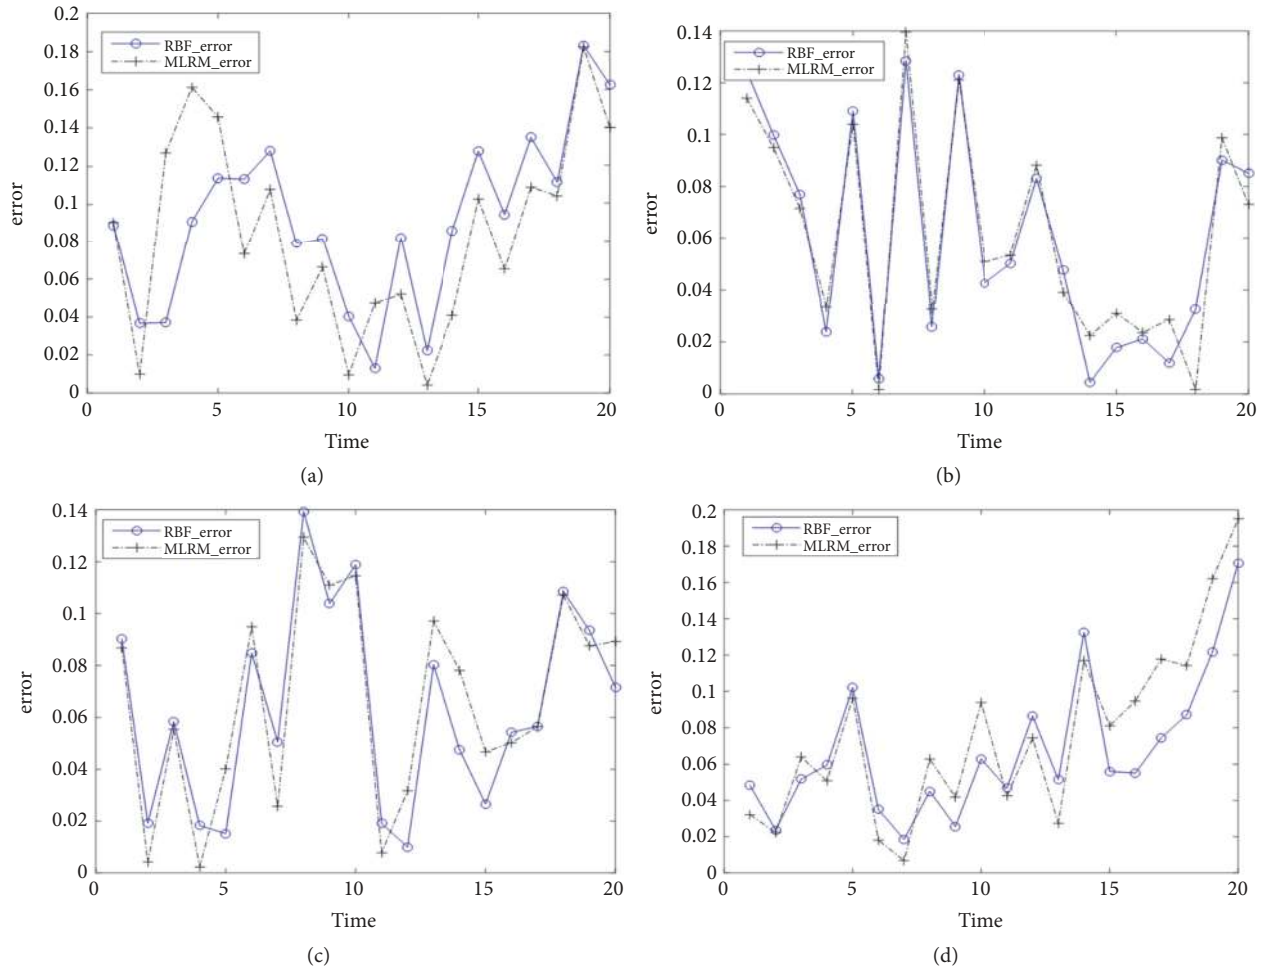 0.2
0.18
0.16
0.14
0.12
0.1
0.08
0.06
0.04
0.02
0
error
RBF_error
MLRM_error
0 5 10 15 20
Time
(a)
0.14
0.12
0.1
0.08
0.06
0.04
0.02
0
error
RBF_error
MLRM_error
0 5 10 15 20
Time
(b)
0.14
0.12
0.1
0.08
0.06
0.04
0.02
0
error
RBF_error
MLRM_error
0 5 10 15 20
Time
(c)
0.2
0.18
0.16
0.14
0.12
0.1
0.08
0.06
0.04
0.02
0
error
RBF_error
MLRM_error
0 5 10 15 20
Time
(d)